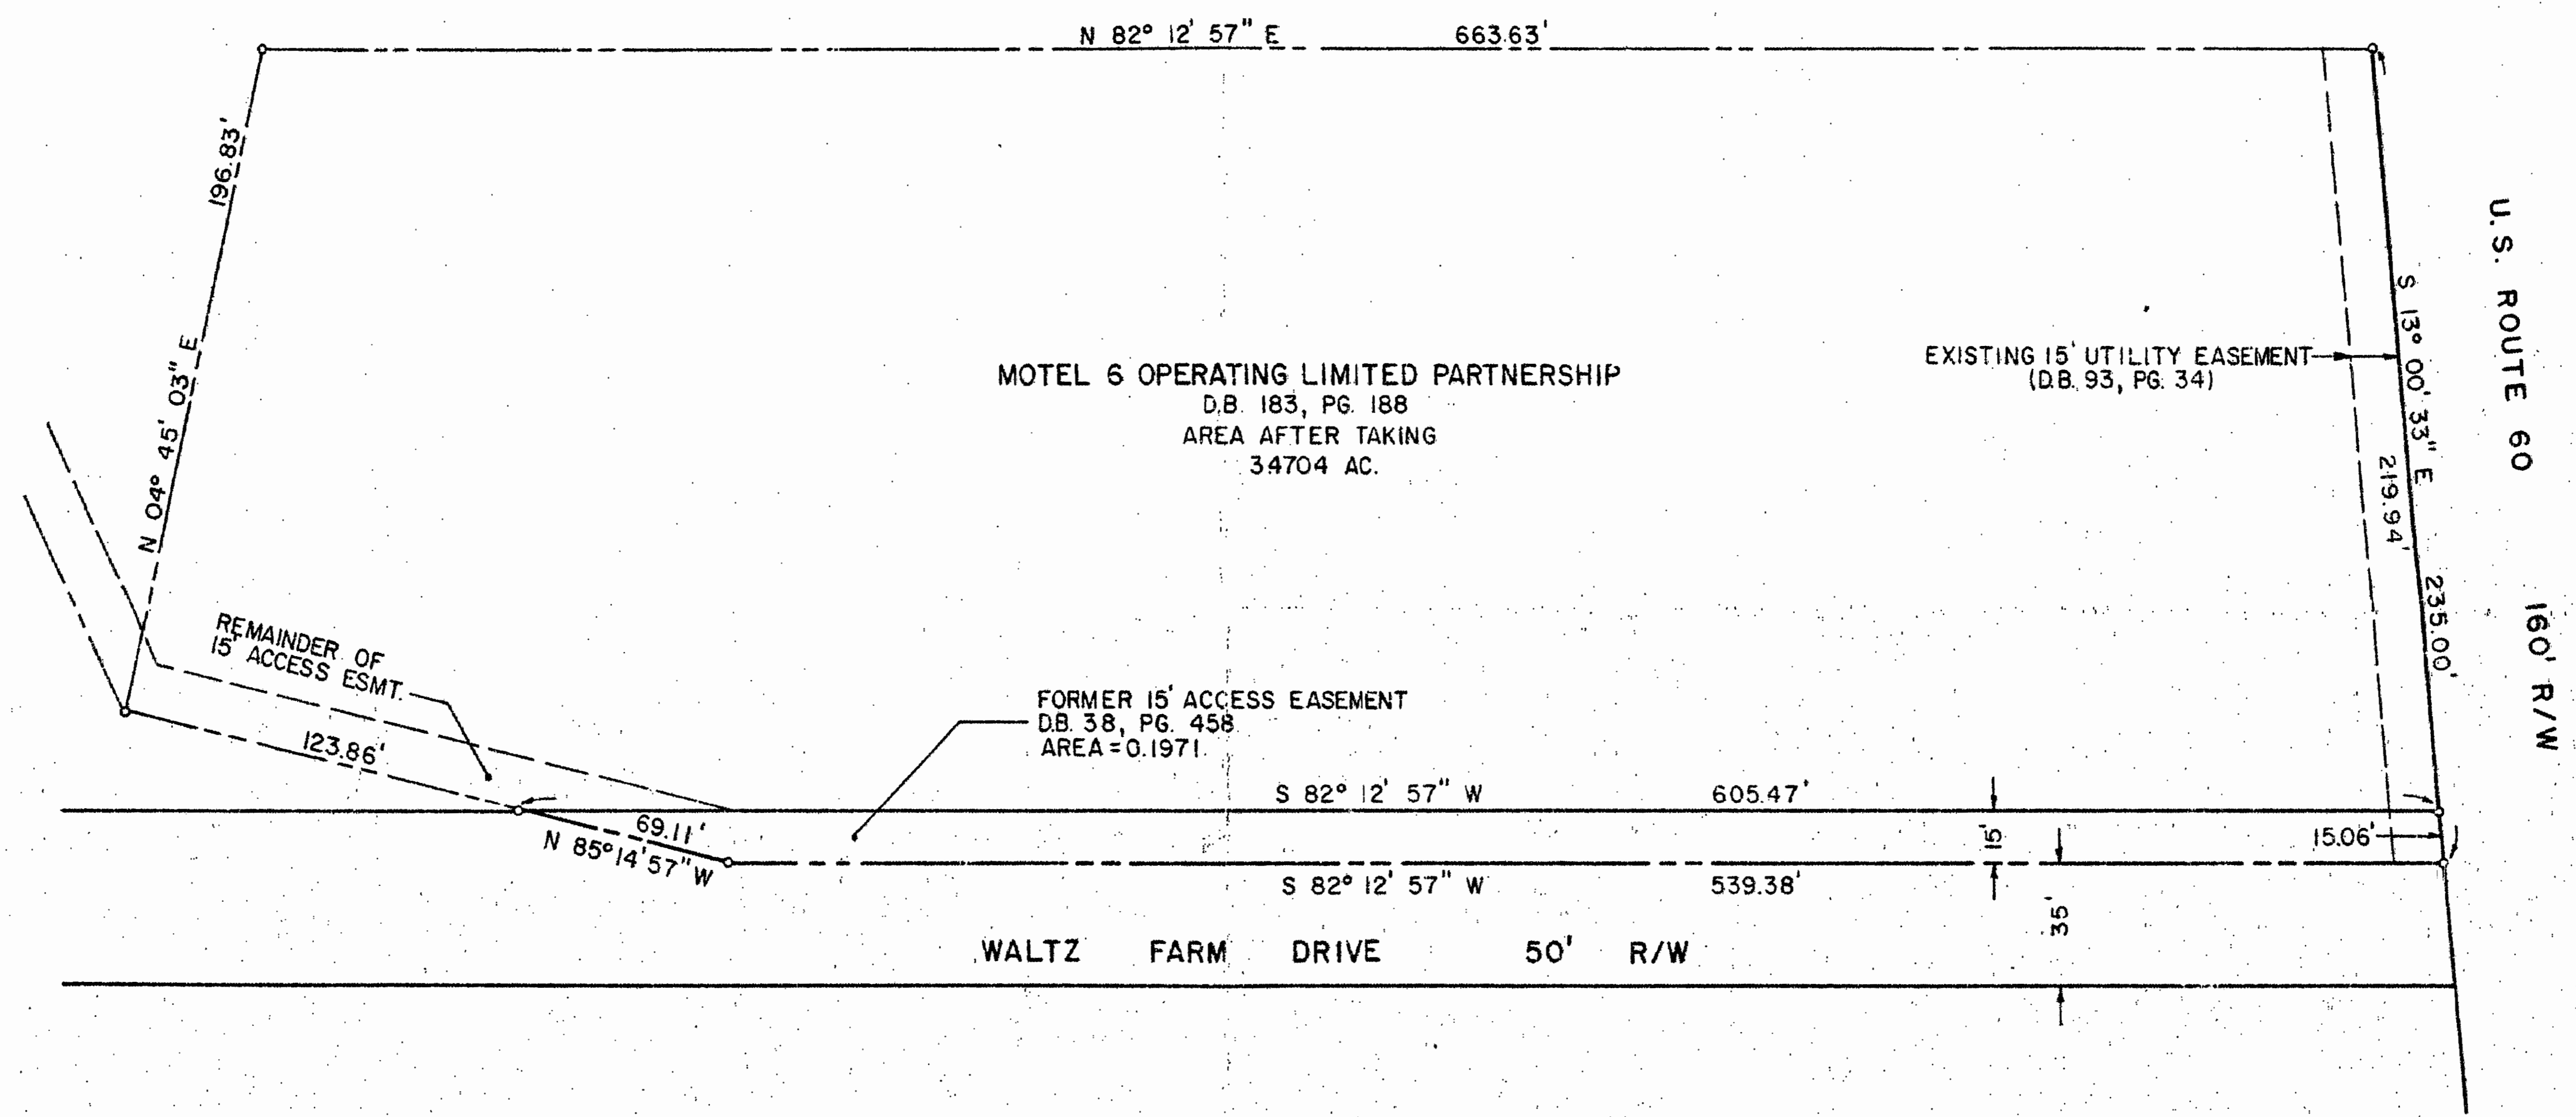 N 82° 12' 57" E 663.63'
196.83'
N 04° 45' 03" E
U.S. ROUTE 60 160' R/W
S 13° 00' 33" E 235.00'
219.94'
EXISTING 15' UTILITY EASEMENT
(D.B. 93, PG. 34)
MOTEL 6 OPERATING LIMITED PARTNERSHIP
D.B. 183, PG. 188
AREA AFTER TAKING
3.4704 AC.
REMAINDER OF
15' ACCESS ESMT.
123.86'
FORMER 15' ACCESS EASEMENT
D.B. 38, PG. 458
AREA=0.1971
S 82° 12' 57" W 605.47'
69.11'
N 85°14'57" W
15'
15.06'
S 82° 12' 57" W 539.38'
35'
WALTZ FARM DRIVE 50' R/W